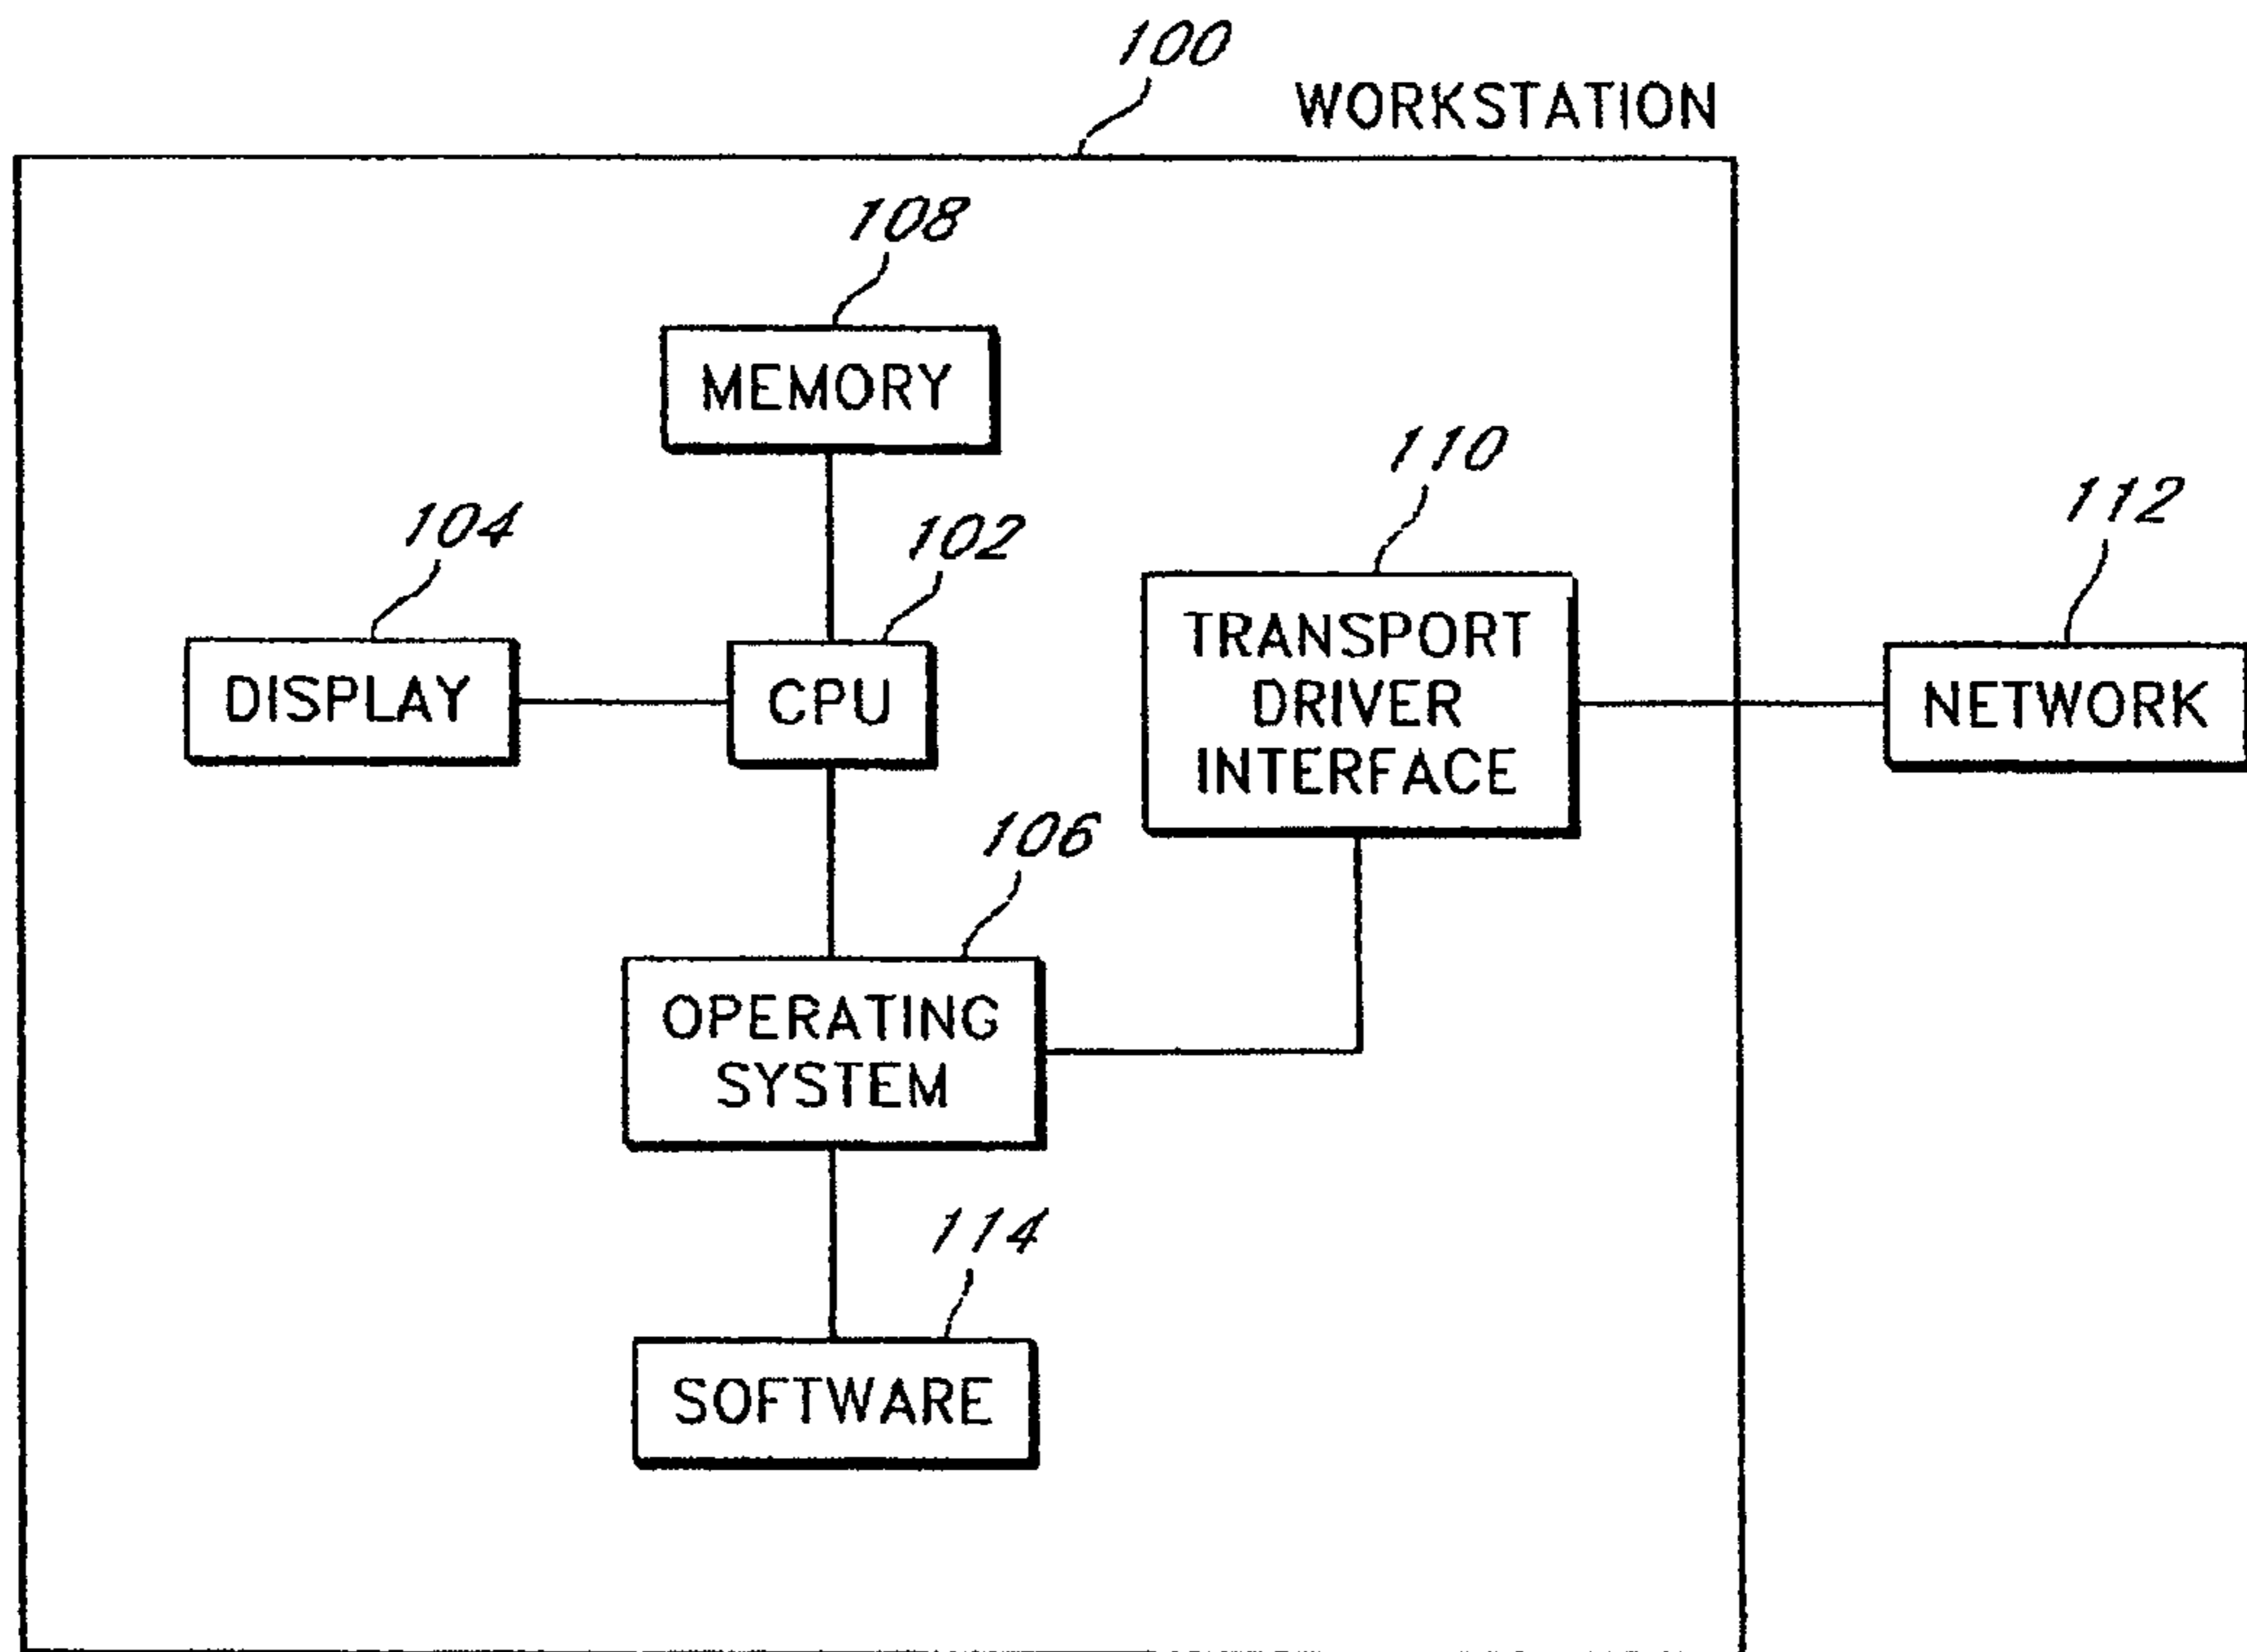 100
WORKSTATION
108
MEMORY
110
112
104
102
TRANSPORT
DRIVER
INTERFACE
DISPLAY
CPU
NETWORK
106
OPERATING
SYSTEM
114
SOFTWARE